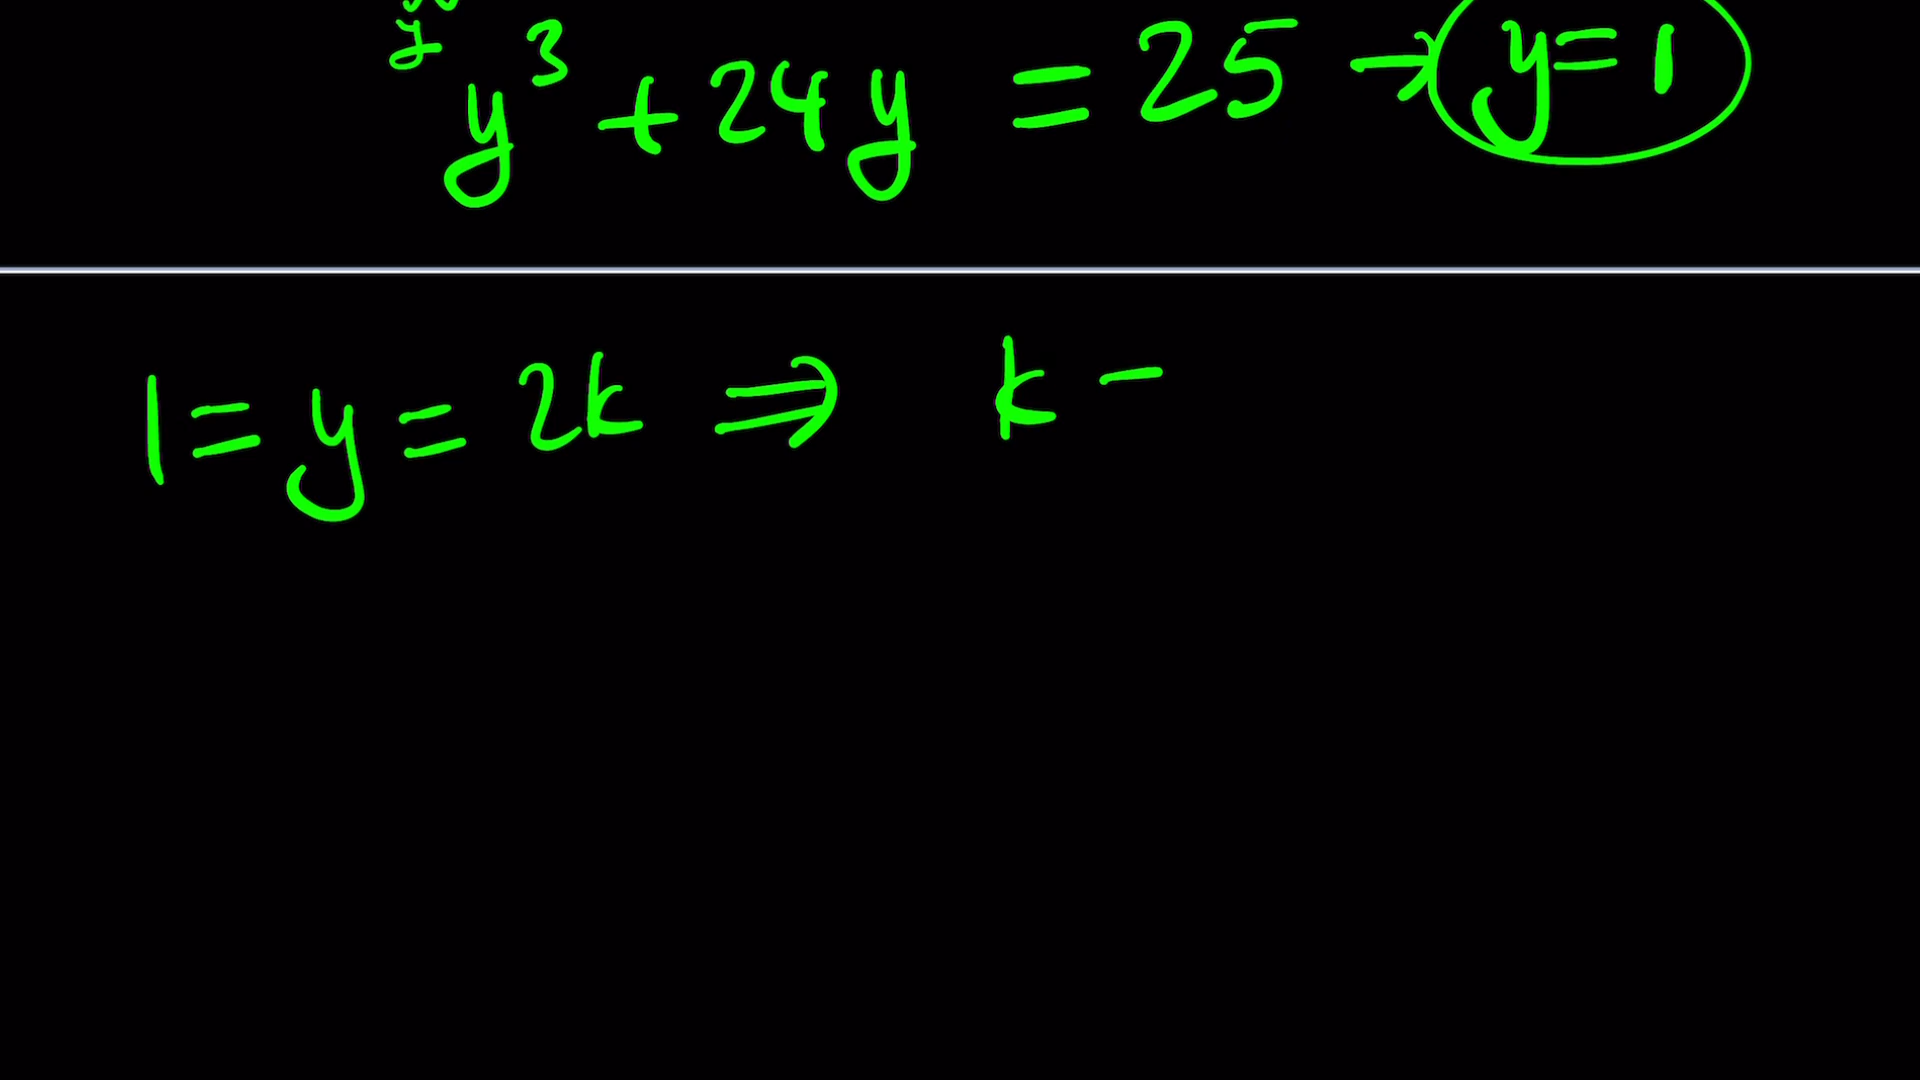 y
y³ + 24y = 25 → y = 1
1 = y = 2k ⇒ k −